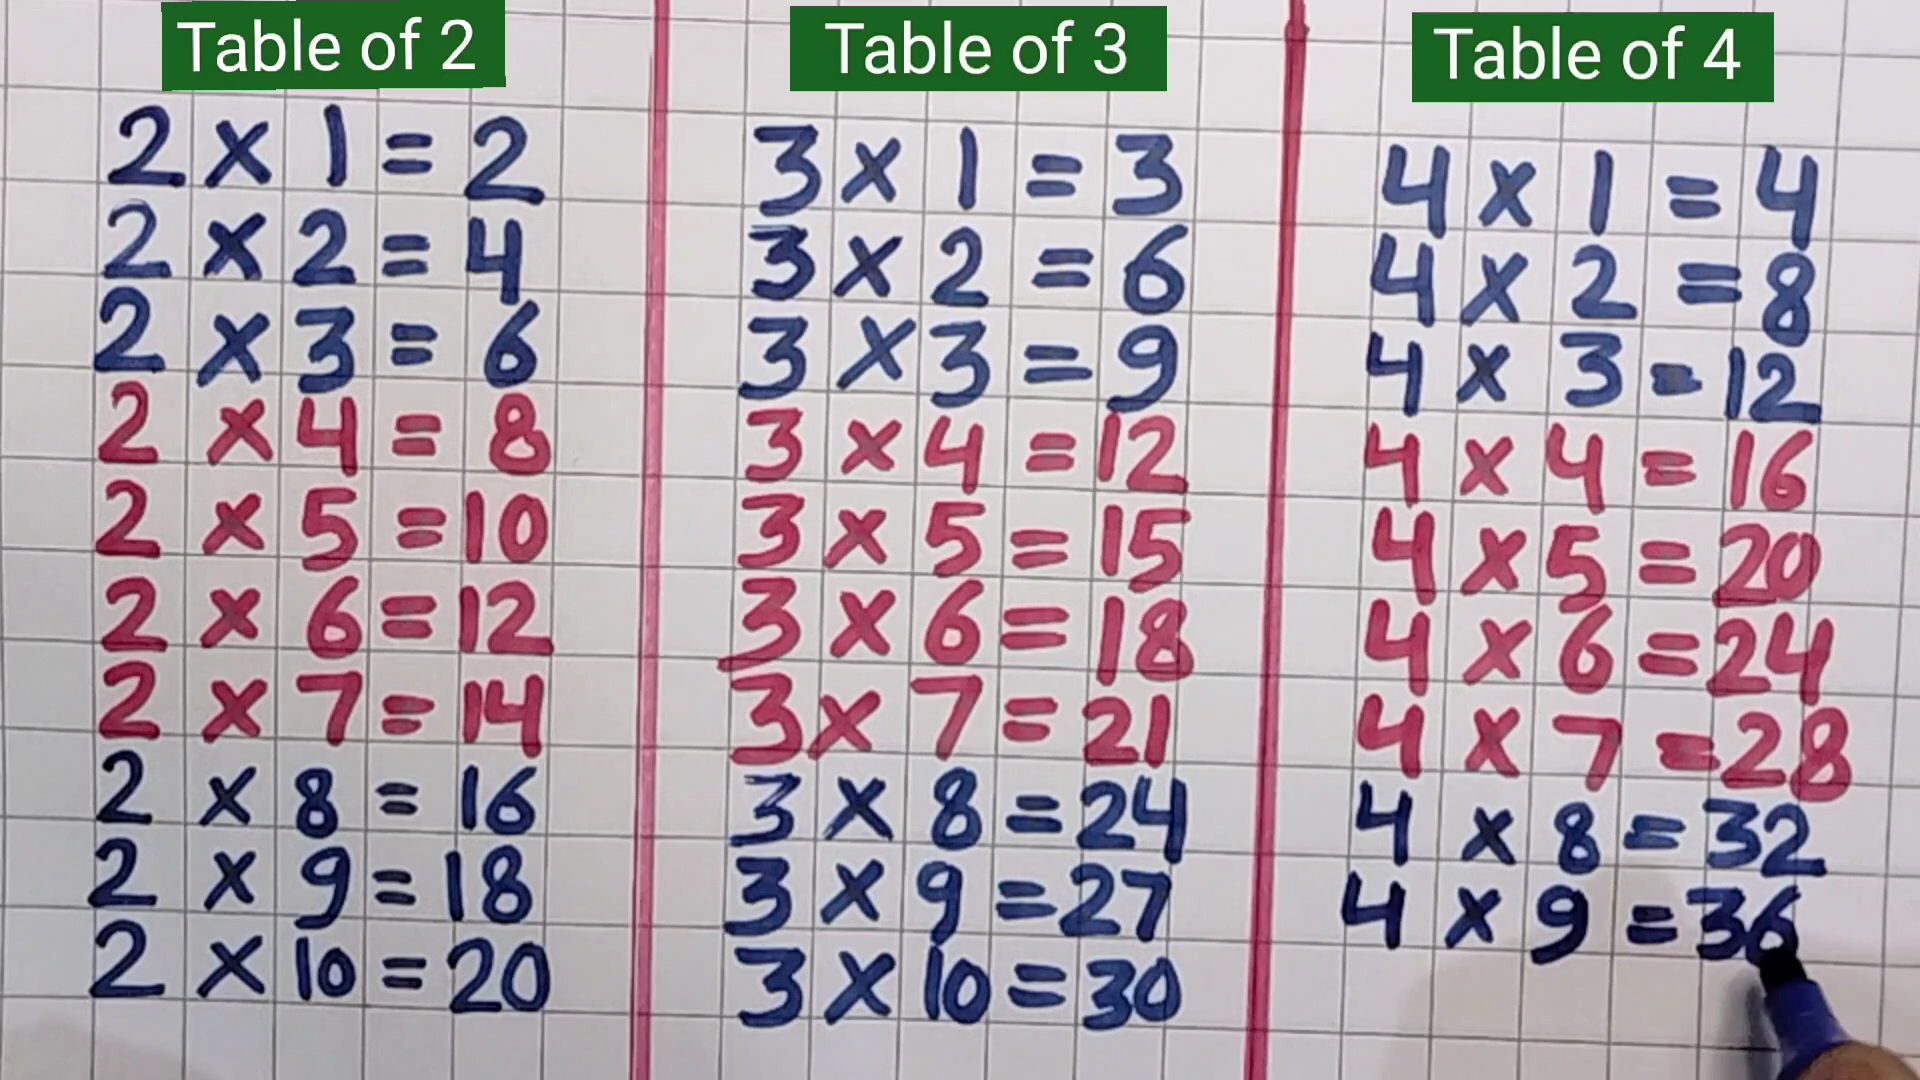 Table of 2
2 × 1 = 2
2 × 2 = 4
2 × 3 = 6
2 × 4 = 8
2 × 5 = 10
2 × 6 = 12
2 × 7 = 14
2 × 8 = 16
2 × 9 = 18
2 × 10 = 20
Table of 3
3 × 1 = 3
3 × 2 = 6
3 × 3 = 9
3 × 4 = 12
3 × 5 = 15
3 × 6 = 18
3 × 7 = 21
3 × 8 = 24
3 × 9 = 27
3 × 10 = 30
Table of 4
4 × 1 = 4
4 × 2 = 8
4 × 3 = 12
4 × 4 = 16
4 × 5 = 20
4 × 6 = 24
4 × 7 = 28
4 × 8 = 32
4 × 9 = 36